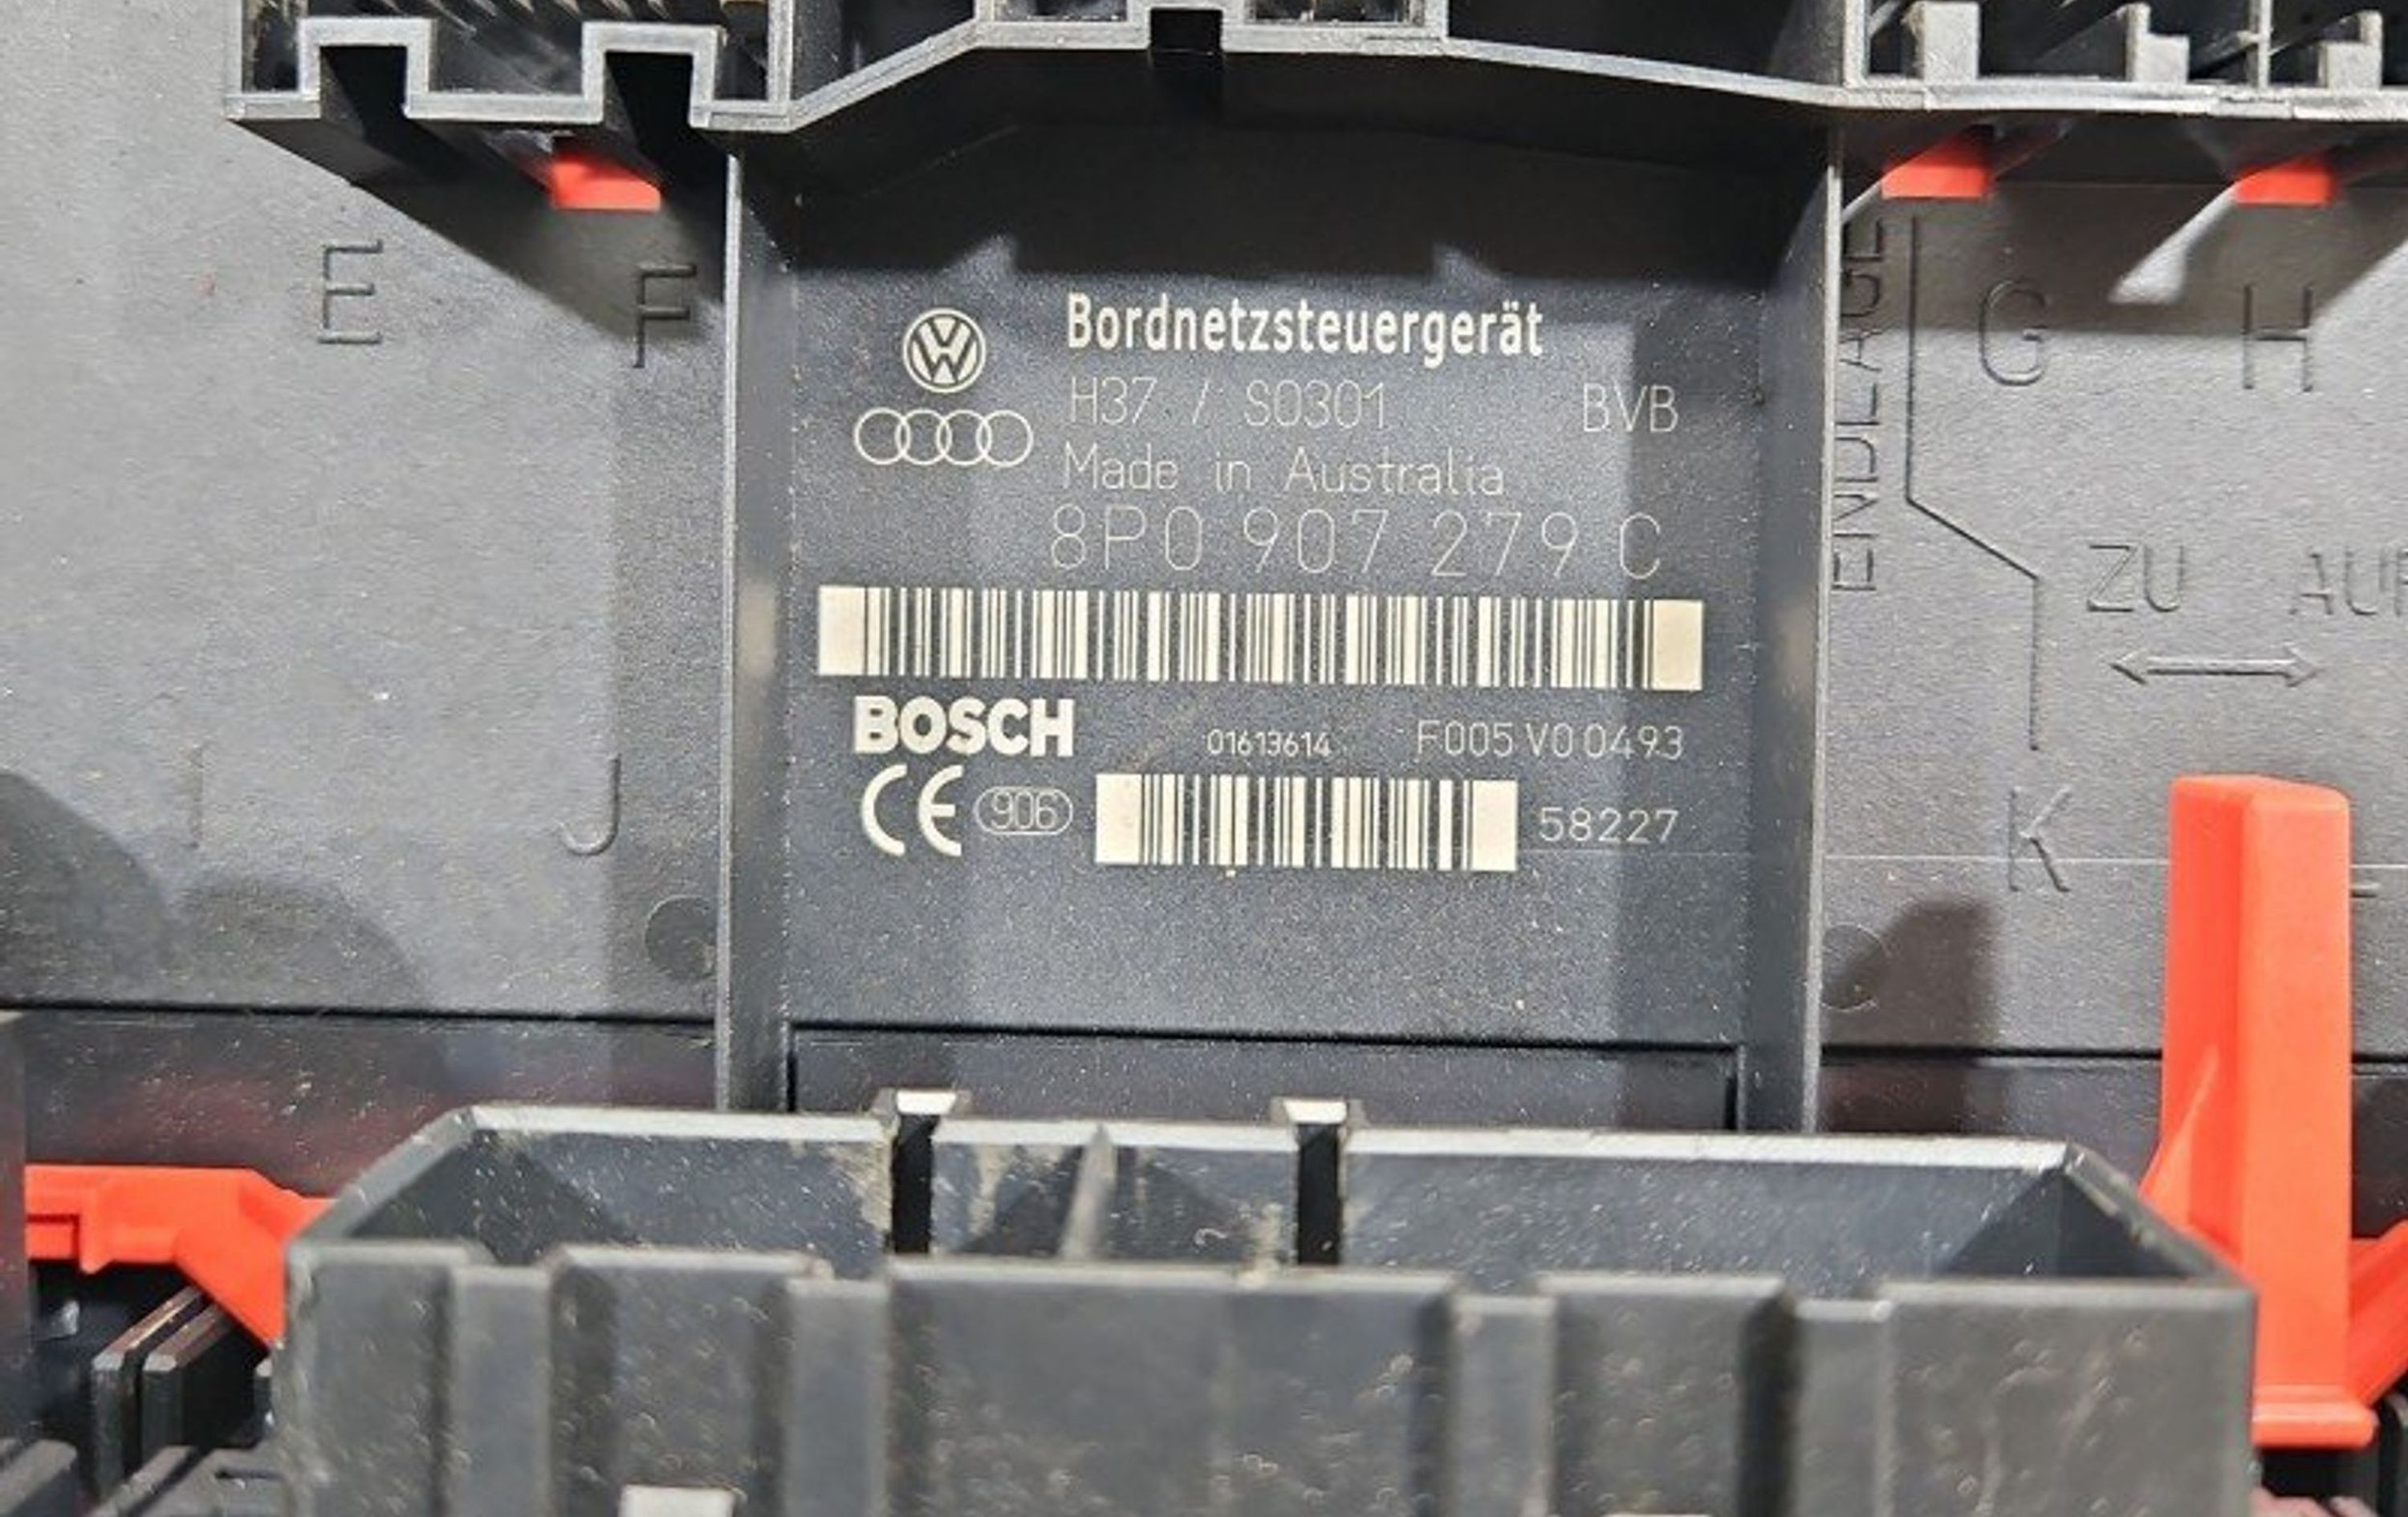 E
F
ENDLAGE
G
H
Bordnetzsteuergerät
H37 / S0301 BVB
Made in Australia
8P0 907 279 C
ZU
BOSCH
01613614 F005 V0 0493
CE 906 58227
I
J
K